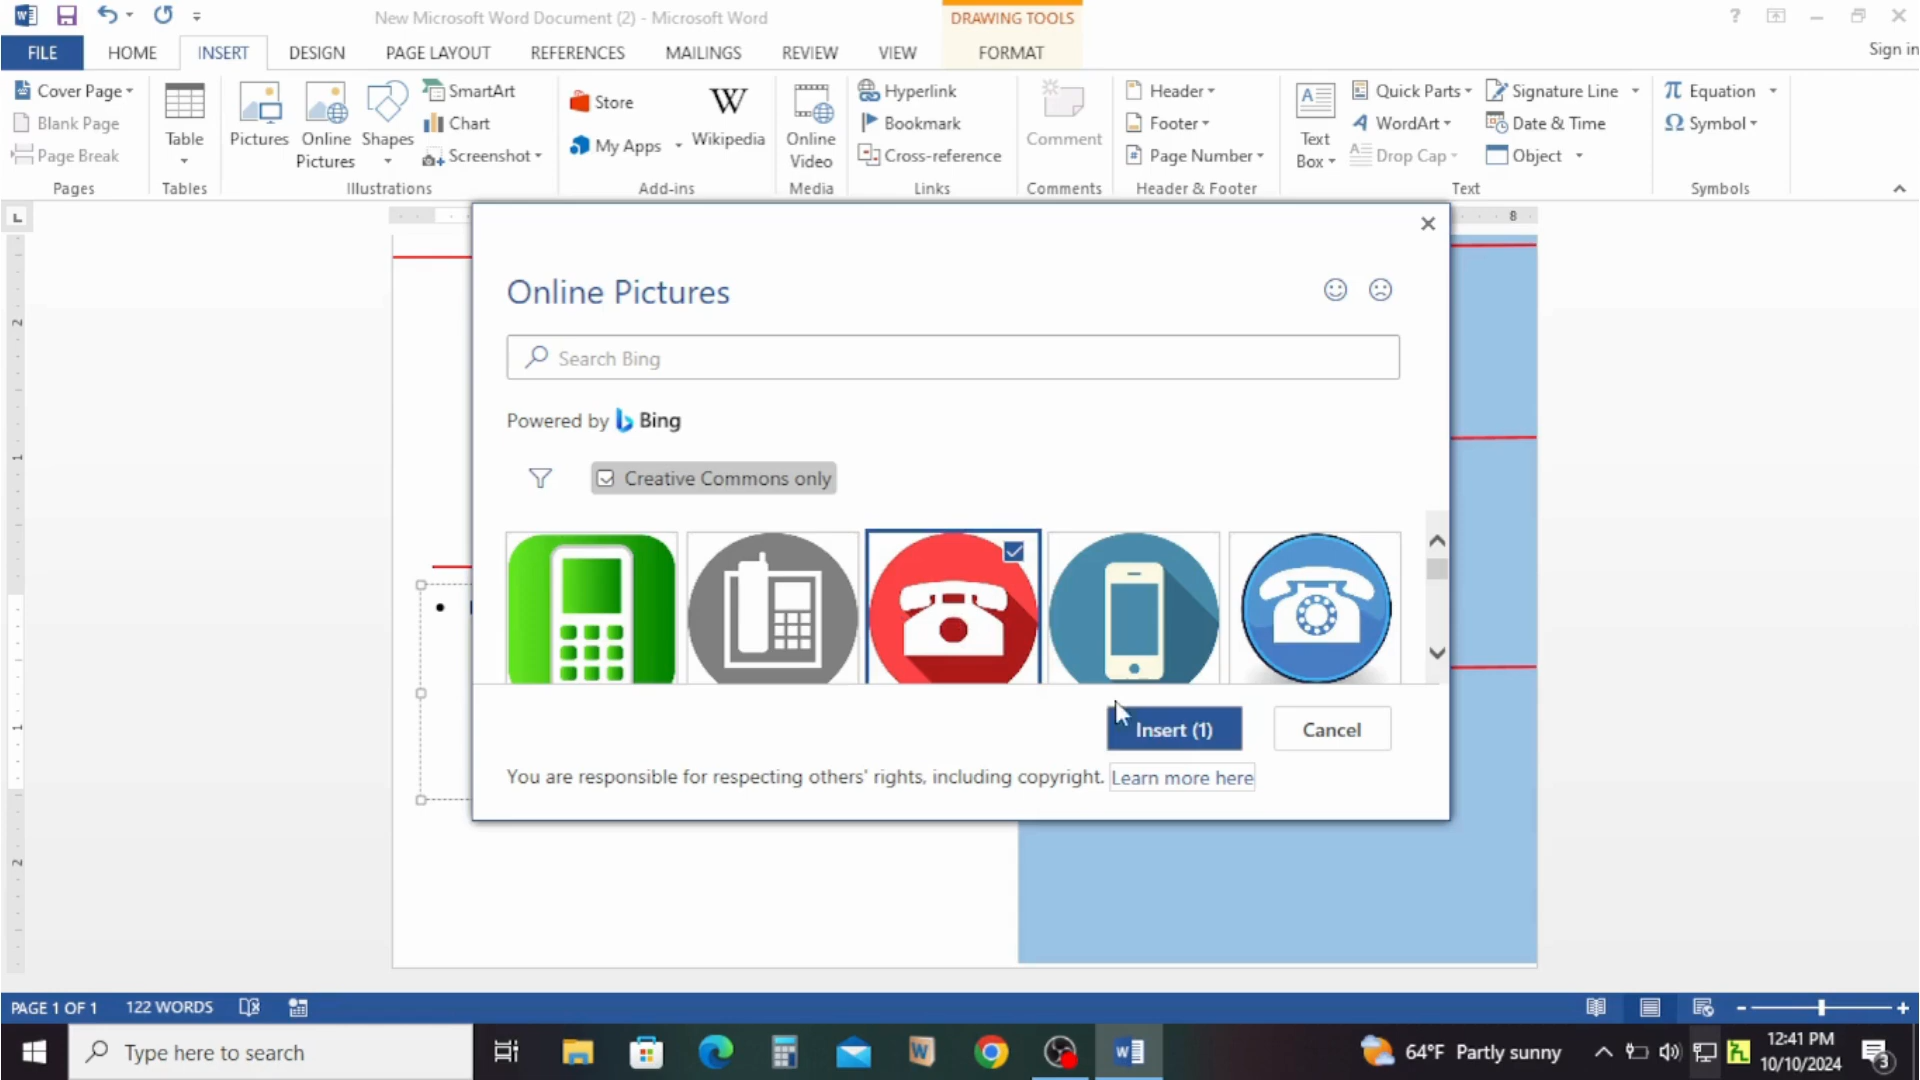 New Microsoft Word Document (2) - Microsoft Word
DRAWING TOOLS
?
FILE HOME INSERT DESIGN PAGE LAYOUT REFERENCES MAILINGS REVIEW VIEW FORMAT
Sign in
Cover Page
Blank Page
Page Break
Pages
Table
Tables
Pictures
Online Pictures
Shapes
SmartArt
Chart
Screenshot
Illustrations
Store
My Apps
W
Wikipedia
Add-ins
Online Video
Media
Hyperlink
Bookmark
Cross-reference
Links
Comment
Comments
Header
Footer
Page Number
Header & Footer
Text Box
Quick Parts
WordArt
Drop Cap
Signature Line
Date & Time
Object
Text
π Equation
Ω Symbol
Symbols
L
8
2
1
1
2
Online Pictures
Search Bing
Powered by Bing
Creative Commons only
Insert (1)
Cancel
You are responsible for respecting others' rights, including copyright. Learn more here
PAGE 1 OF 1 122 WORDS
Type here to search
64°F Partly sunny
12:41 PM
10/10/2024
3